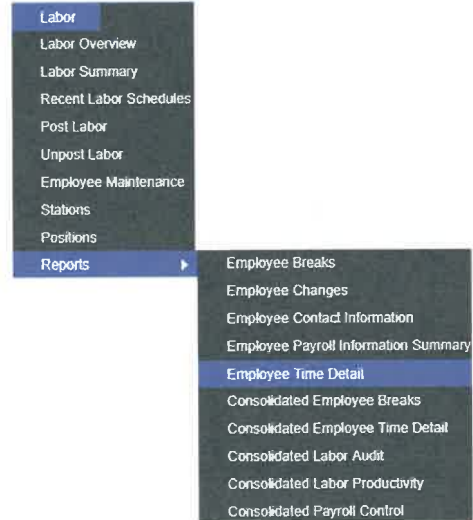 Labor
Labor Overview
Labor Summary
Recent Labor Schedules
Post Labor
Unpost Labor
Employee Maintenance
Stations
Positions
Reports
Employee Breaks
Employee Changes
Employee Contact Information
Employee Payroll Information Summary
Employee Time Detail
Consolidated Employee Breaks
Consolidated Employee Time Detail
Consolidated Labor Audit
Consolidated Labor Productivity
Consolidated Payroll Control